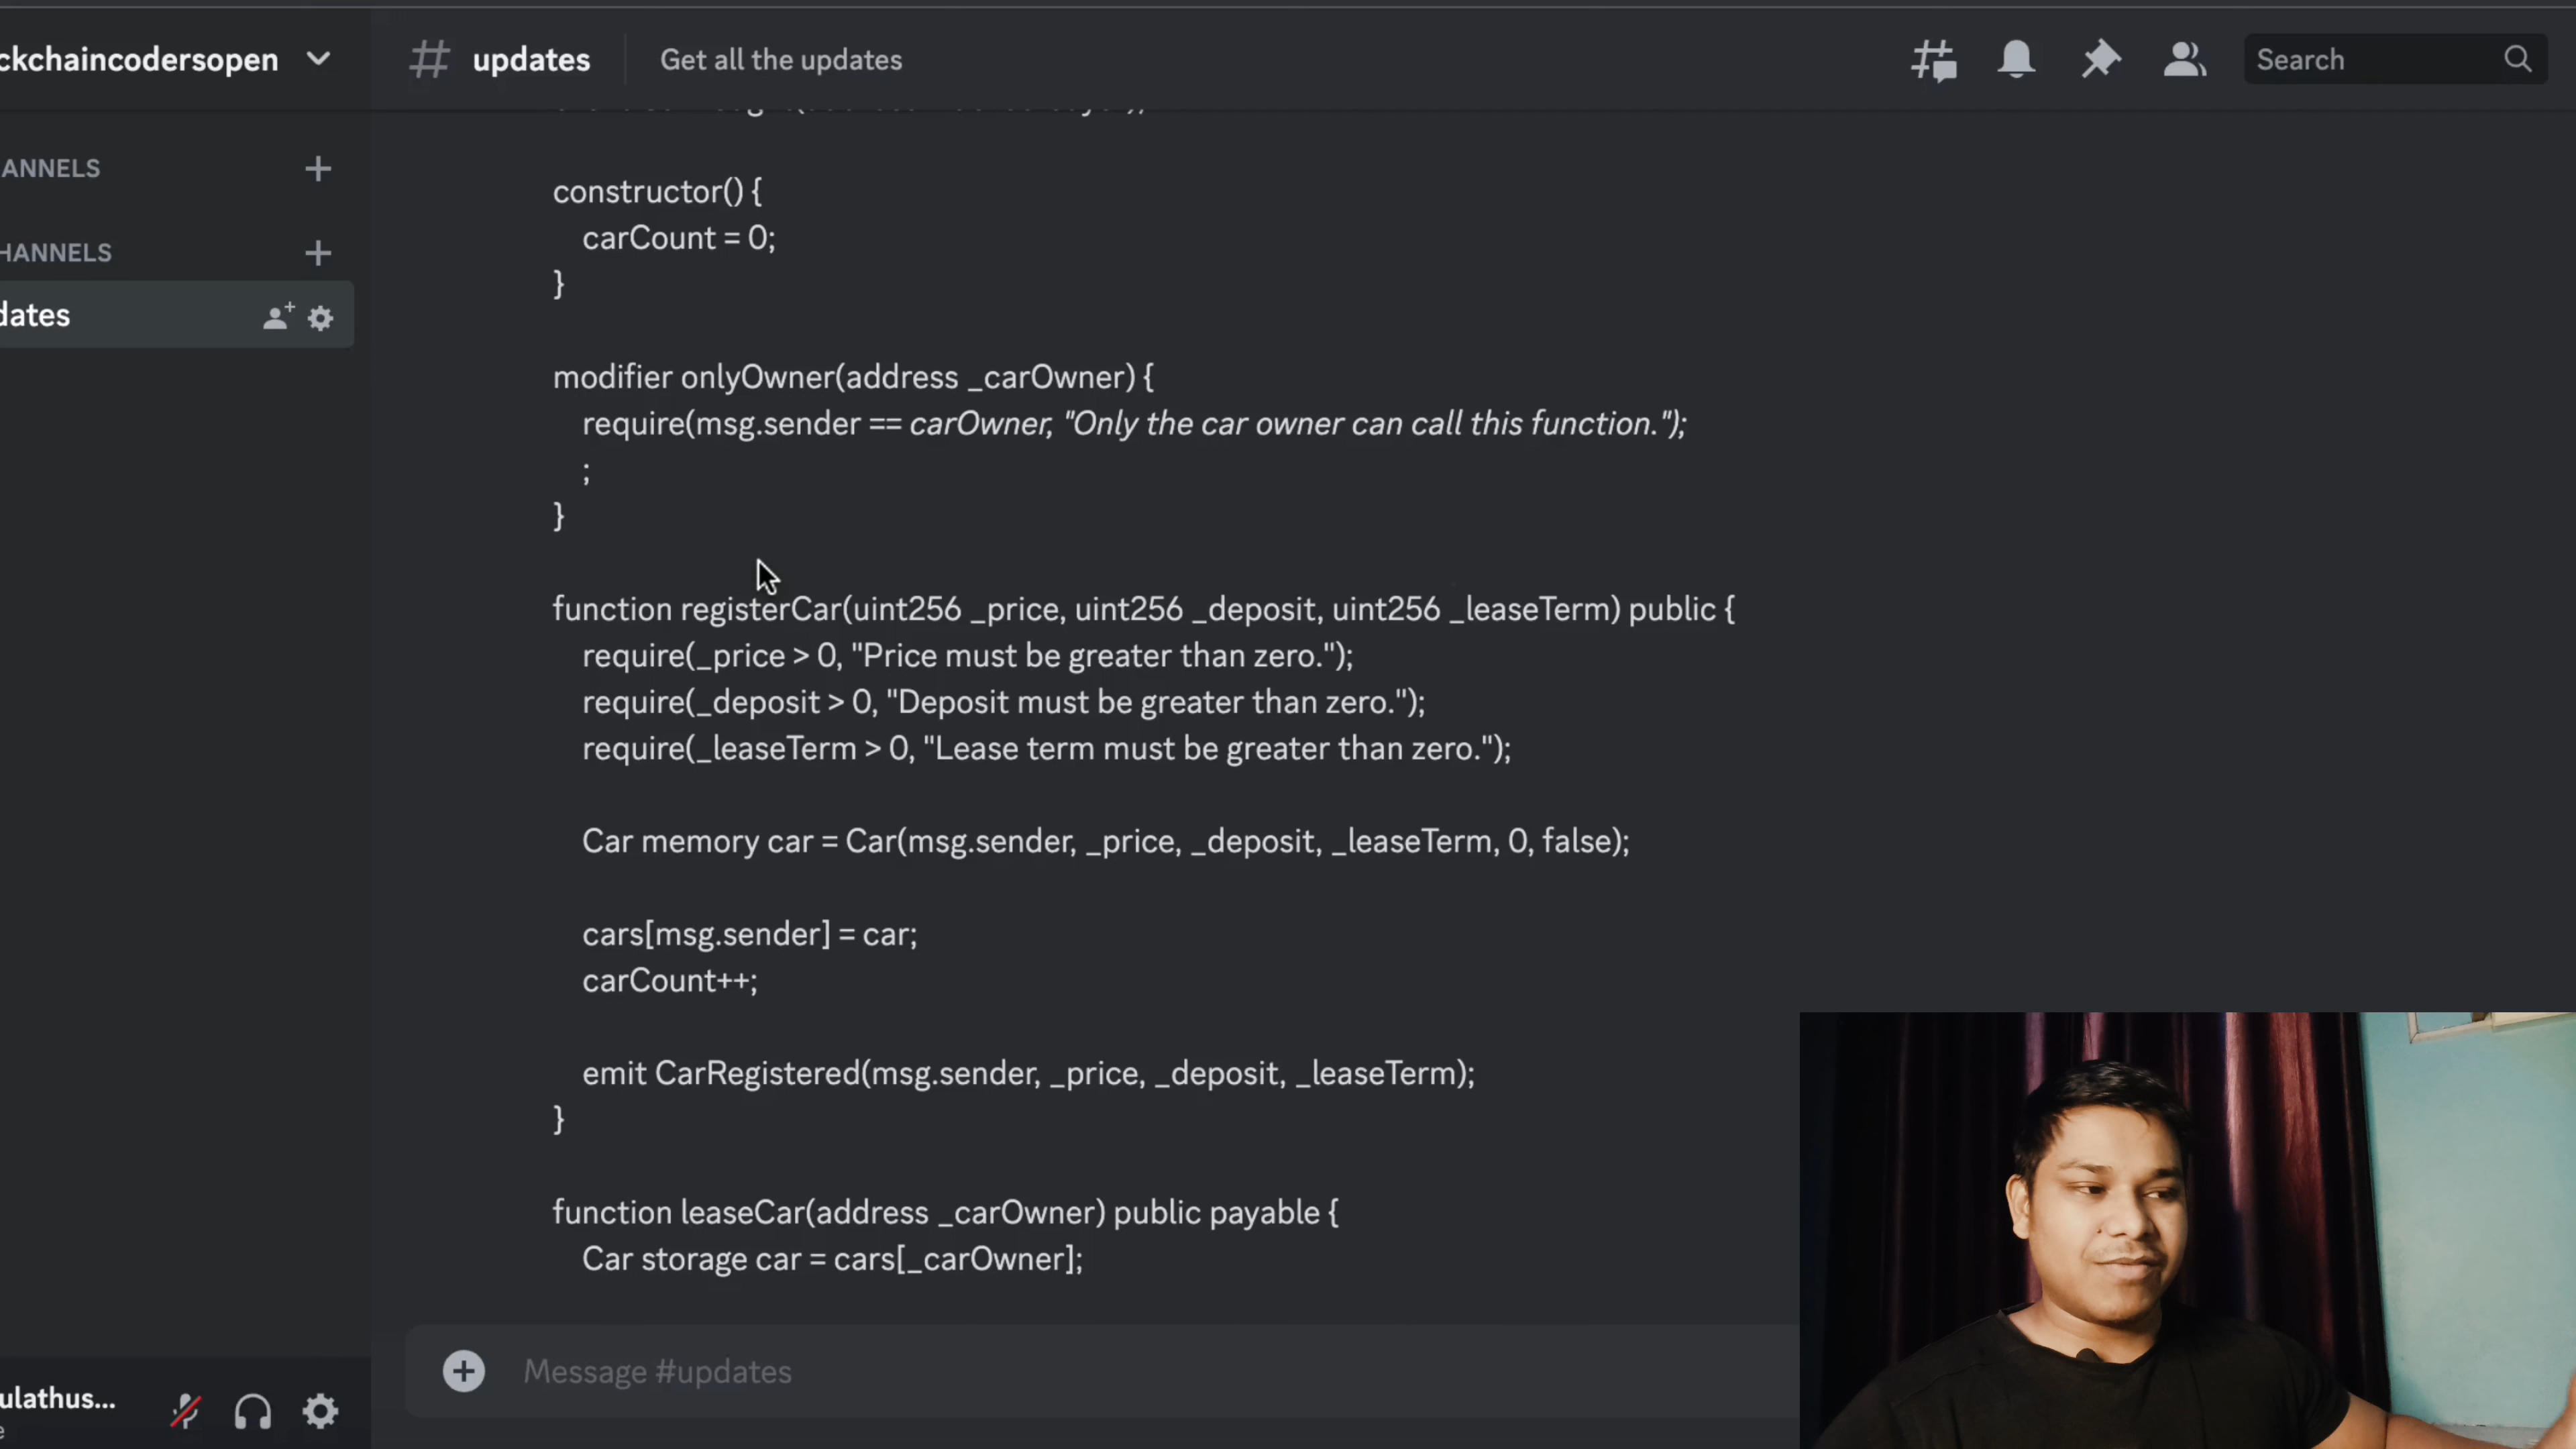 ckchaincodersopen
# updates
Get all the updates
Search
ANNELS
HANNELS
dates
constructor() {
carCount = 0;
}
modifier onlyOwner(address _carOwner) {
require(msg.sender == carOwner, "Only the car owner can call this function.");
;
}
function registerCar(uint256 _price, uint256 _deposit, uint256 _leaseTerm) public {
require(_price > 0, "Price must be greater than zero.");
require(_deposit > 0, "Deposit must be greater than zero.");
require(_leaseTerm > 0, "Lease term must be greater than zero.");
Car memory car = Car(msg.sender, _price, _deposit, _leaseTerm, 0, false);
cars[msg.sender] = car;
carCount++;
emit CarRegistered(msg.sender, _price, _deposit, _leaseTerm);
}
function leaseCar(address _carOwner) public payable {
Car storage car = cars[_carOwner];
Message #updates
ulathus...
e